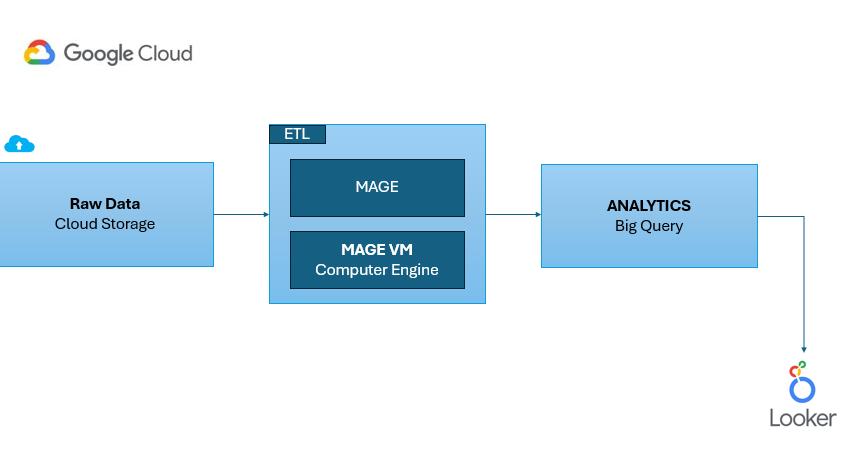 Google Cloud
ETL
Raw Data
Cloud Storage
MAGE
MAGE VM
Computer Engine
ANALYTICS
Big Query
Looker